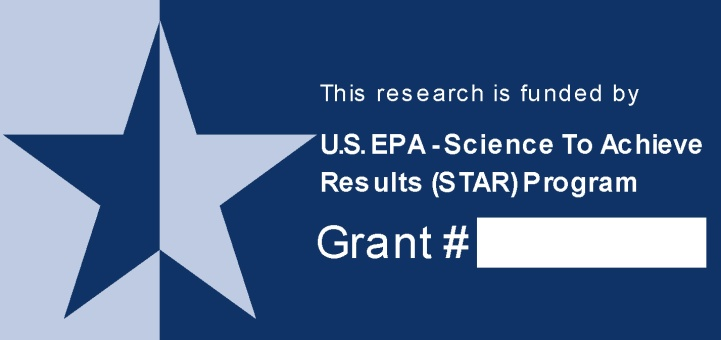 This research is funded by
U.S. EPA - Science To Achieve
Results (STAR) Program
Grant #